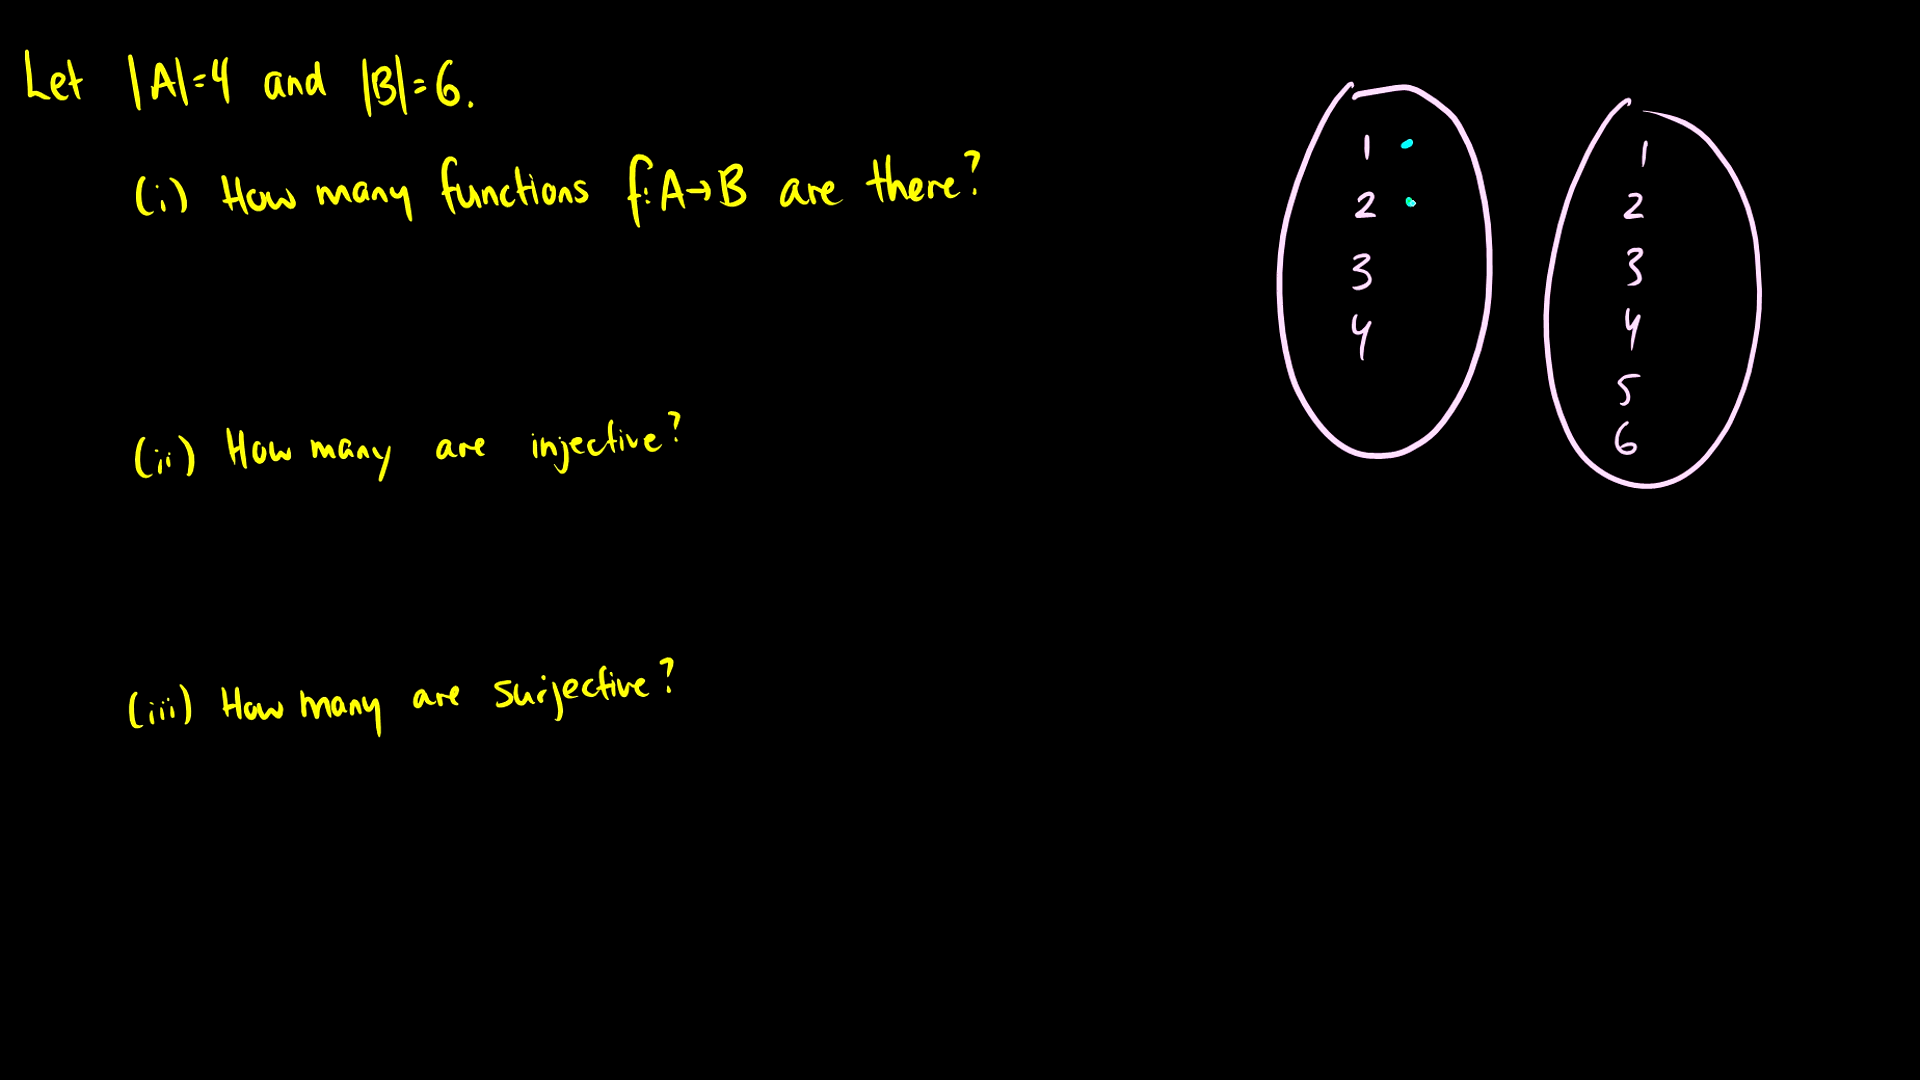 Let |A|=4 and |B|=6.
(i) How many functions f:A→B are there?
(ii) How many are injective?
(iii) How many are surjective?
1
2
3
4
1
2
3
4
5
6